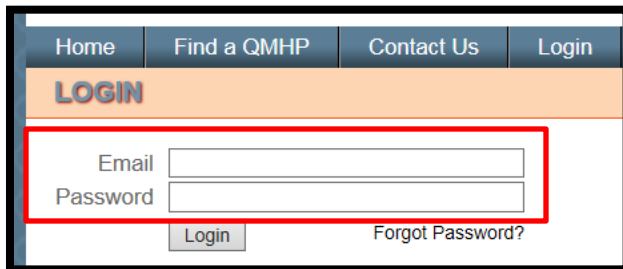 Home Find a QMHP Contact Us Login
LOGIN
Email
Password
Login Forgot Password?